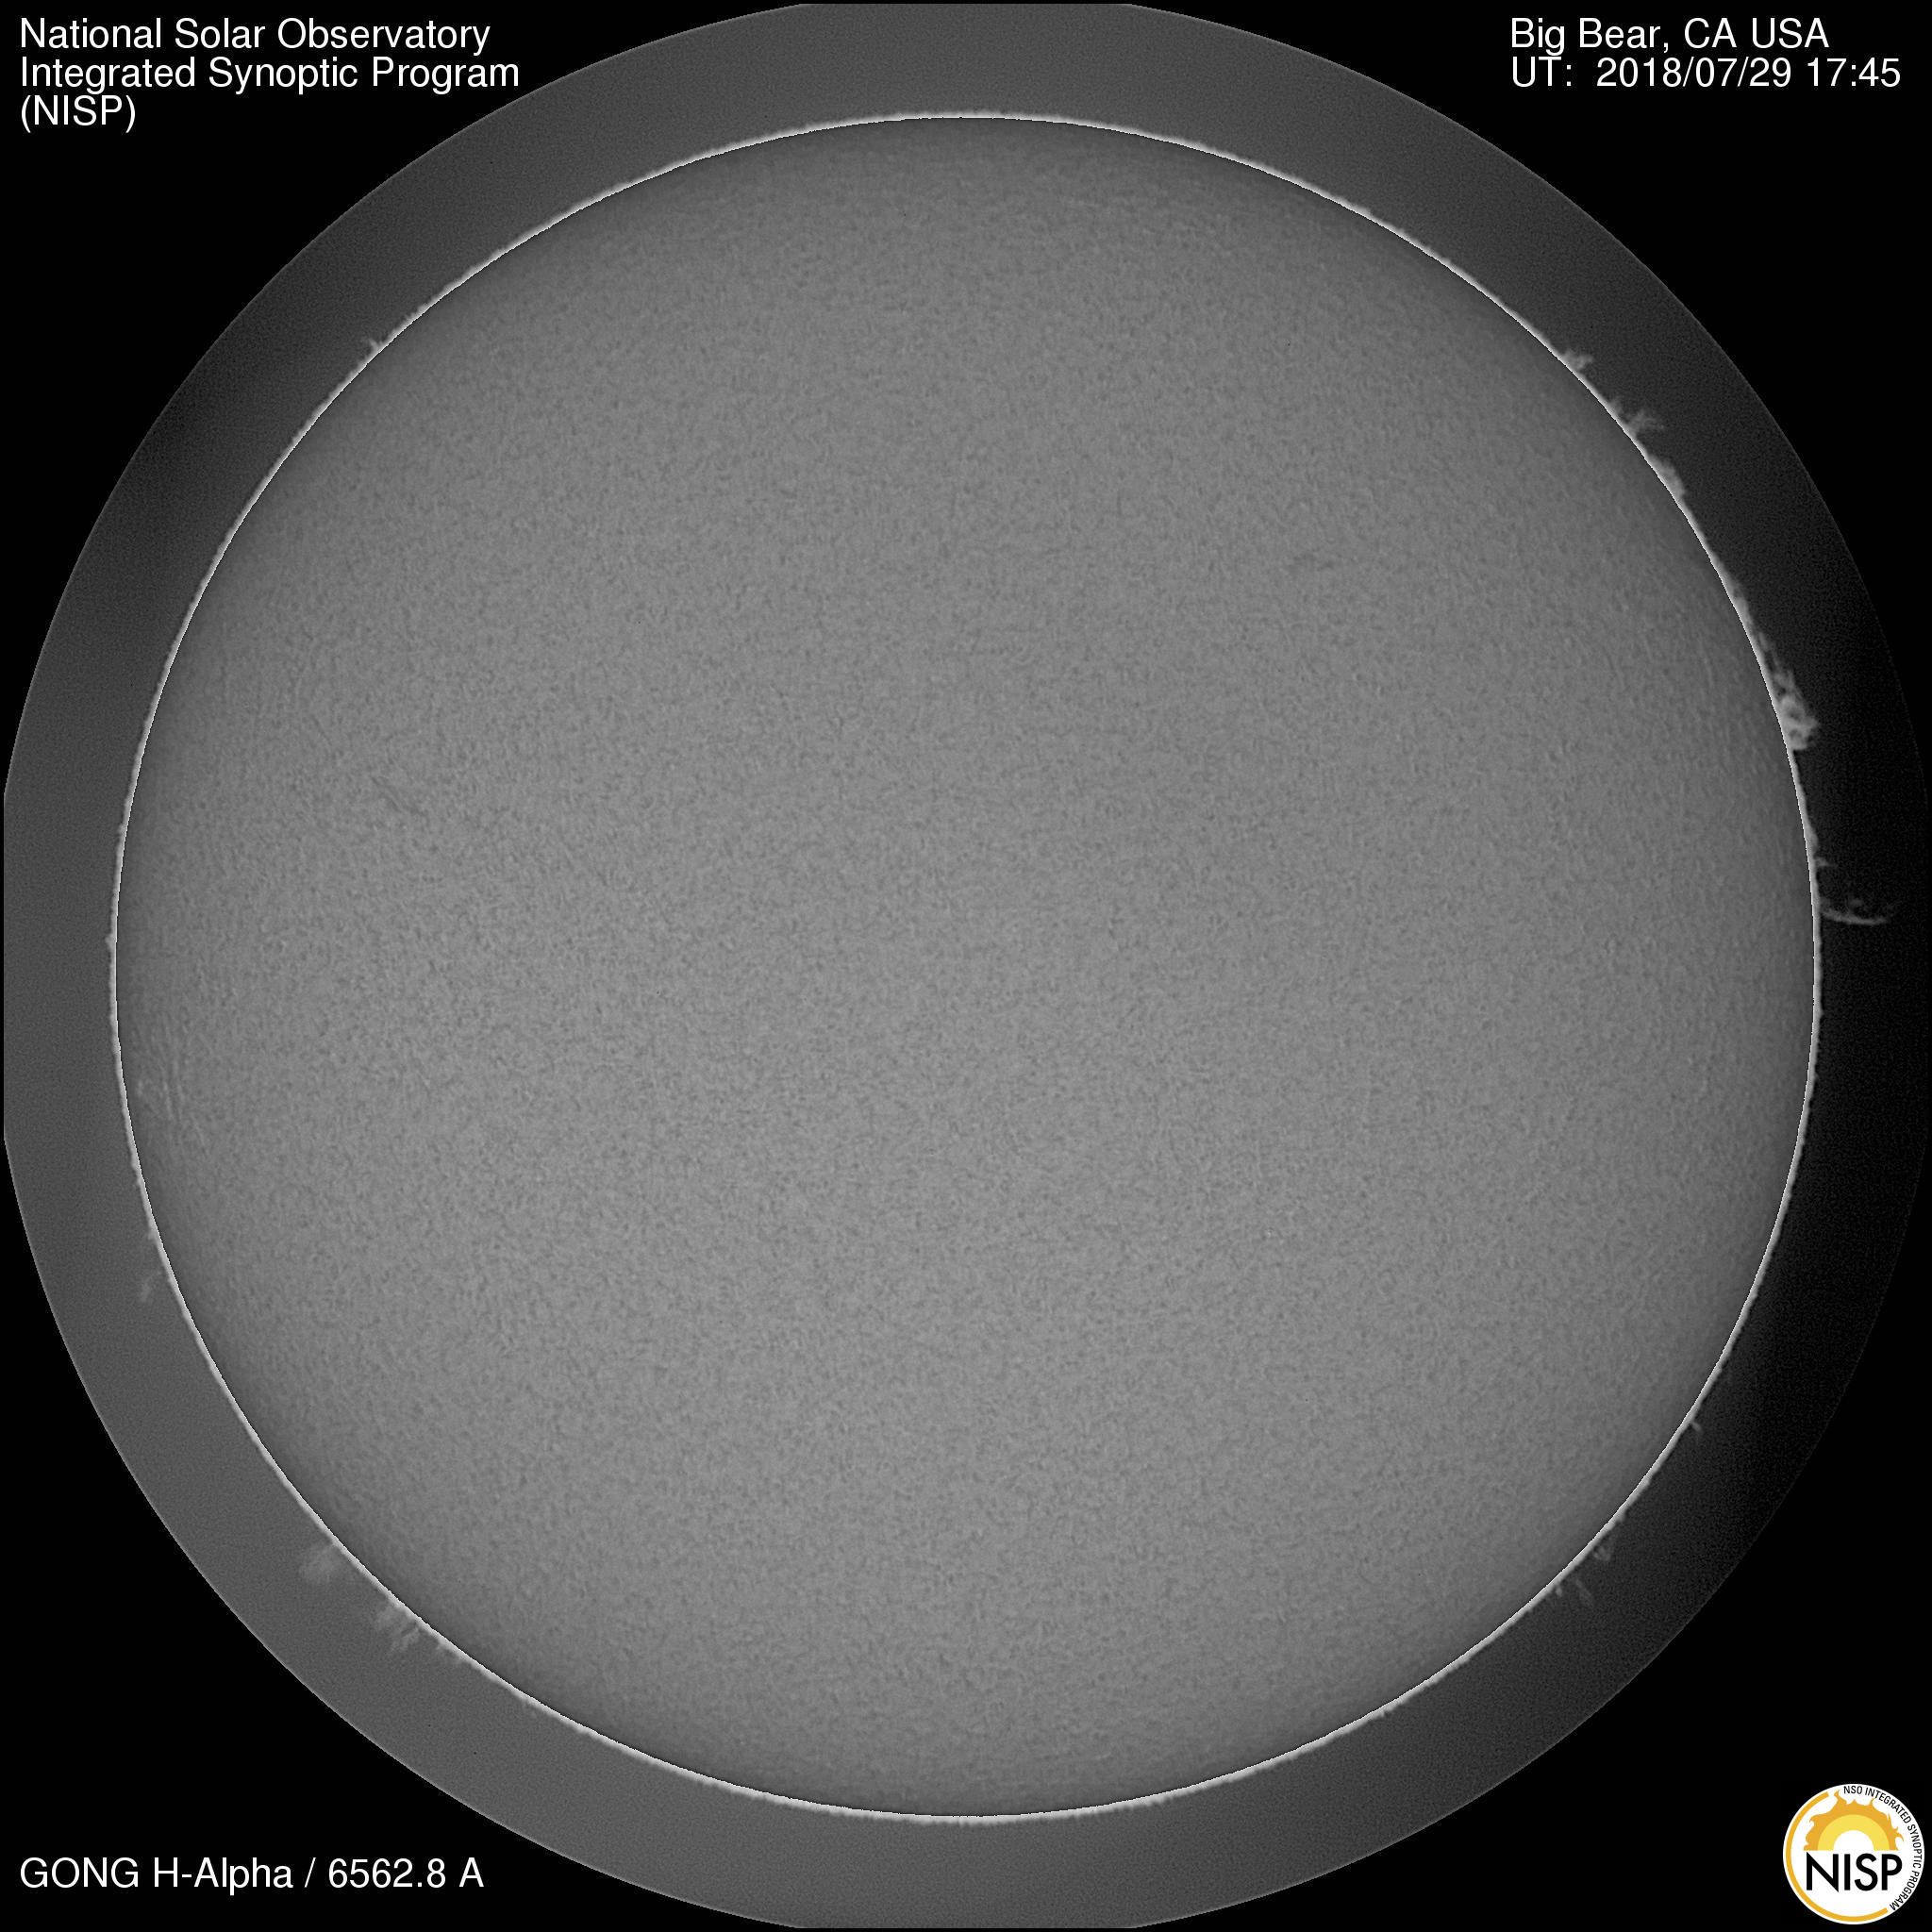 National Solar Observatory
Integrated Synoptic Program
(NISP)
Big Bear, CA USA
UT: 2018/07/29 17:45
GONG H-Alpha / 6562.8 A
NSO INTEGRATED SYNOPTIC PROGRAM
NISP